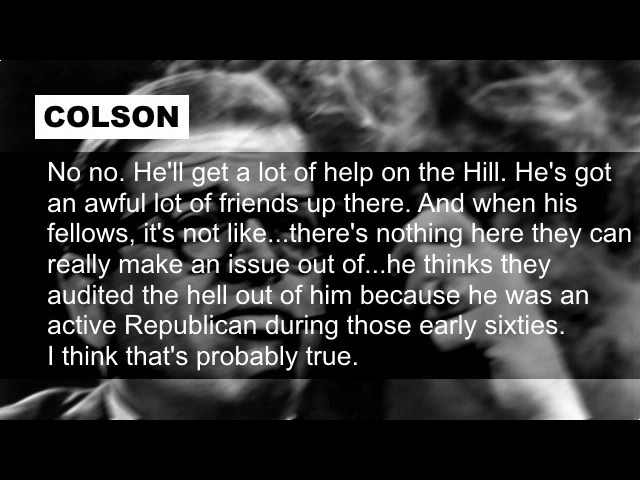 COLSON
No no. He'll get a lot of help on the Hill. He's got
an awful lot of friends up there. And when his
fellows, it's not like...there's nothing here they can
really make an issue out of...he thinks they
audited the hell out of him because he was an
active Republican during those early sixties.
I think that's probably true.